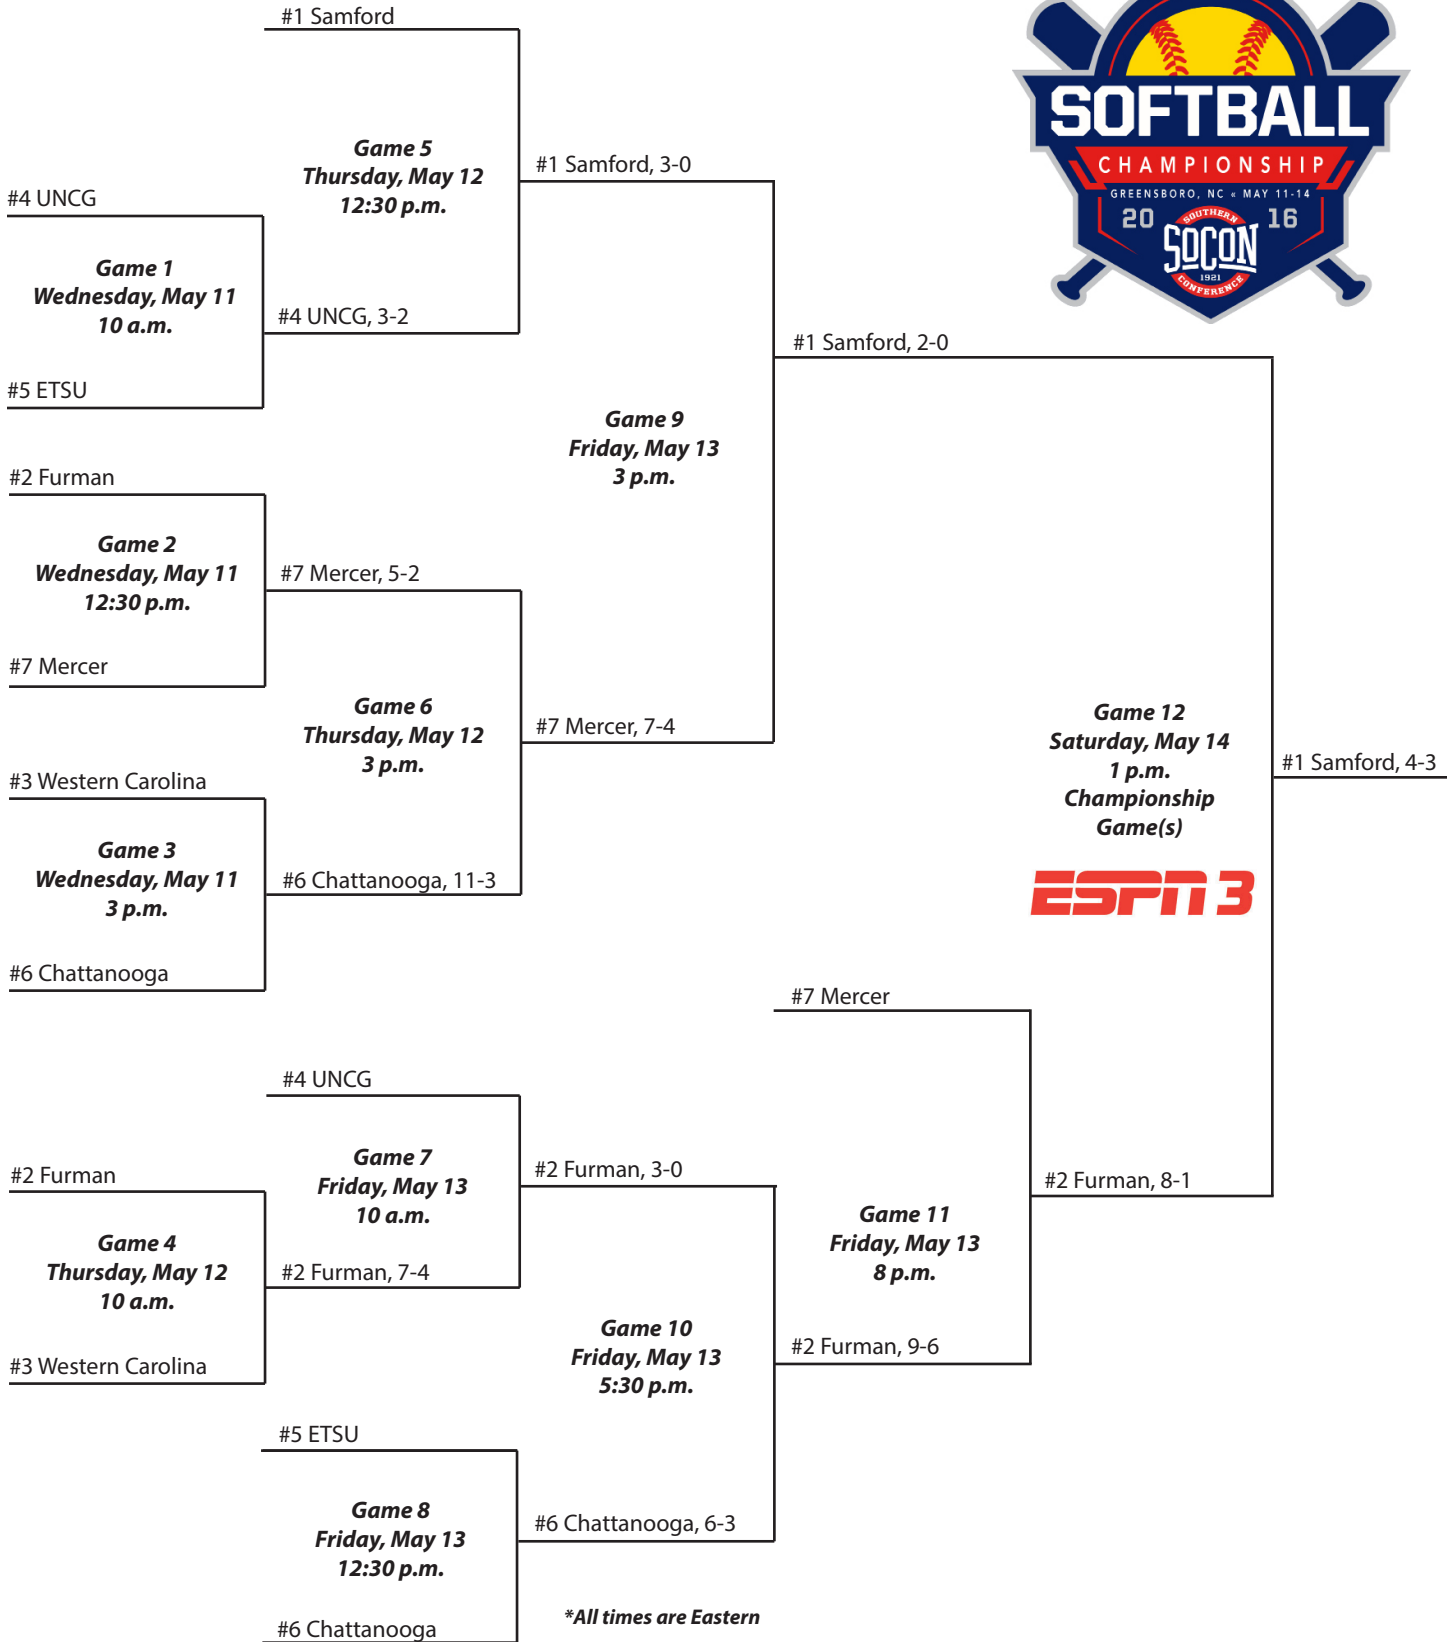 #1 Samford
SOFTBALL
CHAMPIONSHIP
GREENSBORO, NC « MAY 11-14
20 16
SOUTHERN
SOCON
1921
CONFERENCE
Game 5
Thursday, May 12
12:30 p.m.
#1 Samford, 3-0
#4 UNCG
Game 1
Wednesday, May 11
10 a.m.
#4 UNCG, 3-2
#5 ETSU
#1 Samford, 2-0
Game 9
Friday, May 13
3 p.m.
#2 Furman
Game 2
Wednesday, May 11
12:30 p.m.
#7 Mercer, 5-2
#7 Mercer
Game 6
Thursday, May 12
3 p.m.
#7 Mercer, 7-4
#3 Western Carolina
Game 3
Wednesday, May 11
3 p.m.
#6 Chattanooga, 11-3
#6 Chattanooga
Game 12
Saturday, May 14
1 p.m.
Championship
Game(s)
ESPN 3
#1 Samford, 4-3
#7 Mercer
#4 UNCG
Game 7
Friday, May 13
10 a.m.
#2 Furman, 3-0
#2 Furman
Game 4
Thursday, May 12
10 a.m.
#2 Furman, 7-4
#3 Western Carolina
Game 11
Friday, May 13
8 p.m.
#2 Furman, 8-1
Game 10
Friday, May 13
5:30 p.m.
#2 Furman, 9-6
#5 ETSU
Game 8
Friday, May 13
12:30 p.m.
#6 Chattanooga, 6-3
#6 Chattanooga
*All times are Eastern